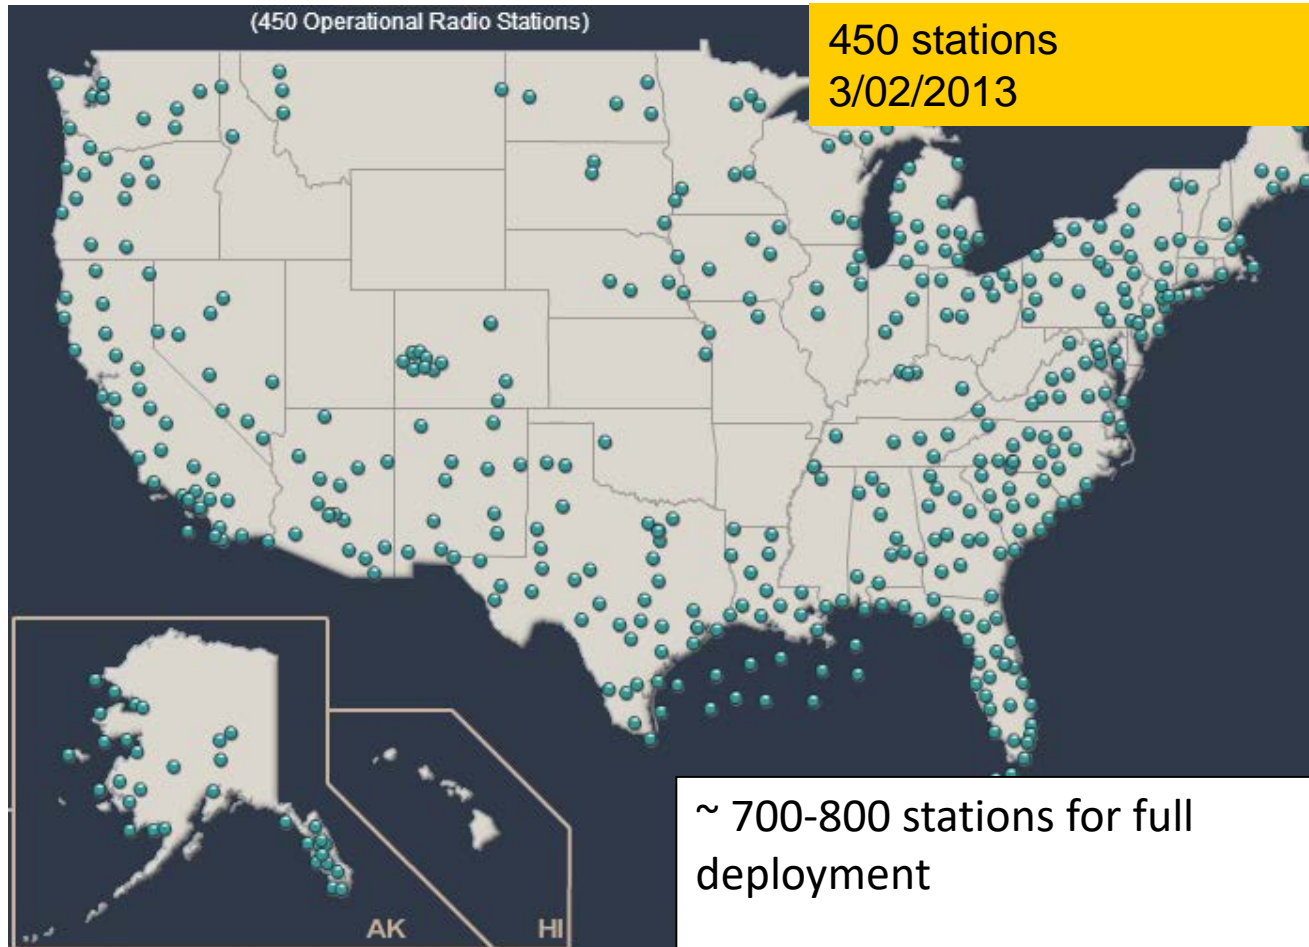 (450 Operational Radio Stations)
450 stations
3/02/2013
~ 700-800 stations for full
deployment
AK
HI